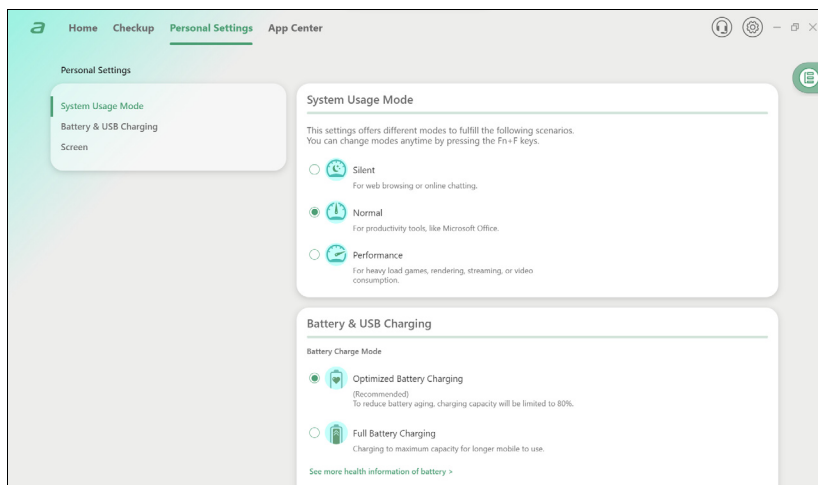 a Home Checkup Personal Settings App Center
Personal Settings
System Usage Mode
Battery & USB Charging
Screen
System Usage Mode
This settings offers different modes to fulfill the following scenarios.
You can change modes anytime by pressing the Fn+F keys.
Silent
For web browsing or online chatting.
Normal
For productivity tools, like Microsoft Office.
Performance
For heavy load games, rendering, streaming, or video
consumption.
Battery & USB Charging
Battery Charge Mode
Optimized Battery Charging
(Recommended)
To reduce battery aging, charging capacity will be limited to 80%.
Full Battery Charging
Charging to maximum capacity for longer mobile to use.
See more health information of battery >